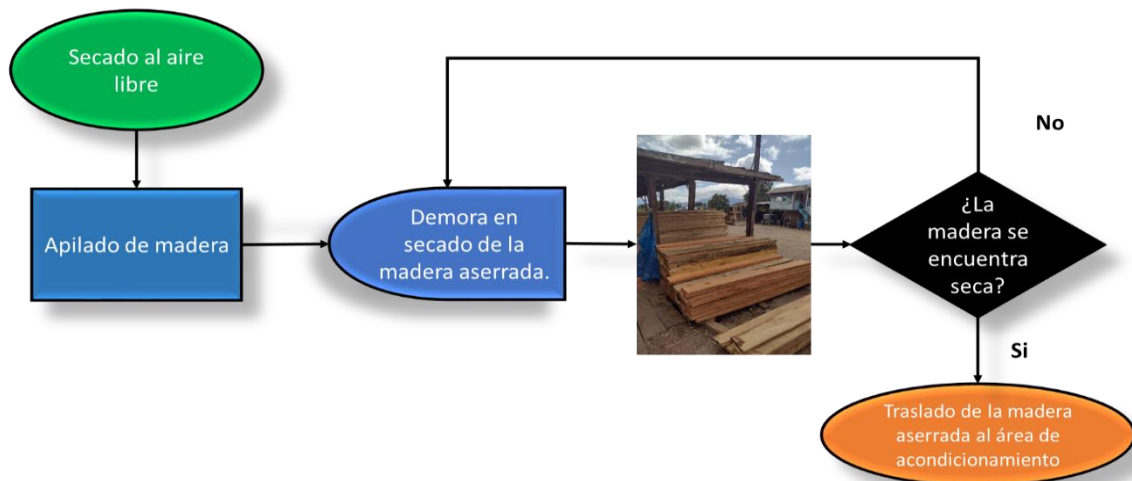 Secado al aire
libre
Apilado de madera
Demora en
secado de la
madera aserrada.
¿La
madera se
encuentra
seca?
No
Si
Traslado de la madera
aserrada al área de
acondicionamiento